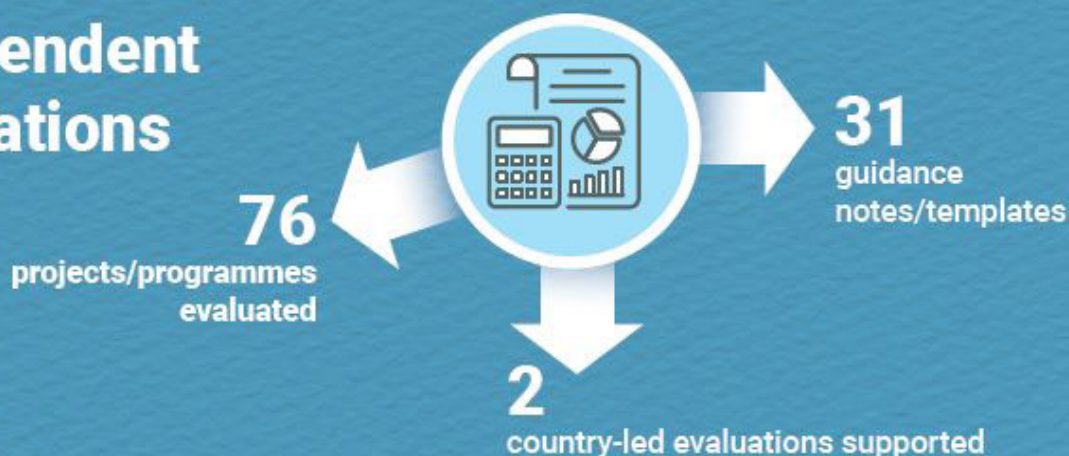 endent
ations
76
projects/programmes
evaluated
31
guidance
notes/templates
2
country-led evaluations supported